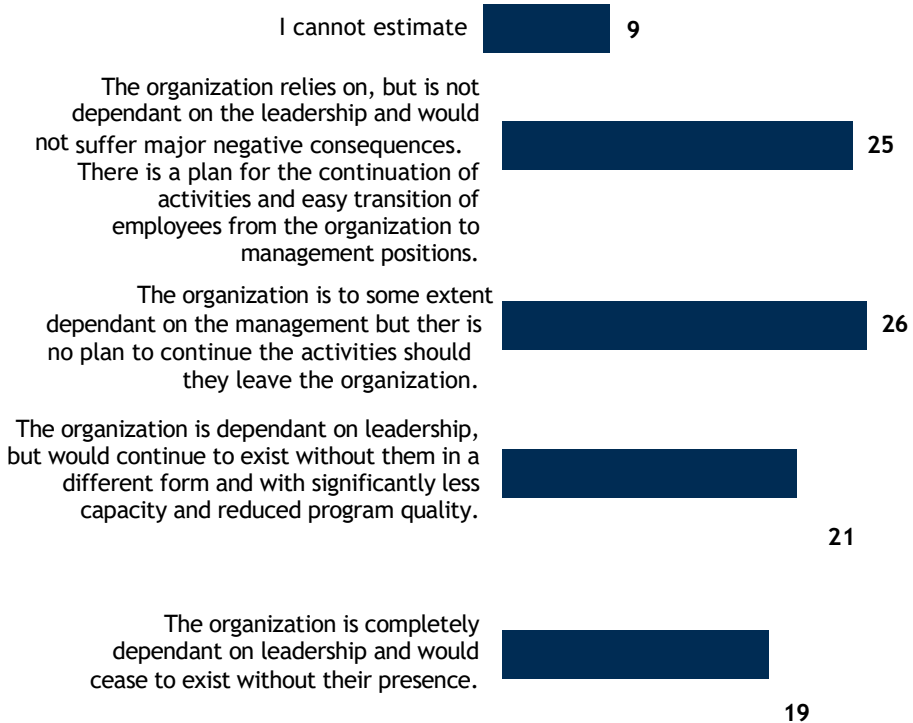 I cannot estimate
9
The organization relies on, but is not
dependant on the leadership and would
not suffer major negative consequences.
There is a plan for the continuation of
activities and easy transition of
employees from the organization to
management positions.
25
The organization is to some extent
dependant on the management but ther is
no plan to continue the activities should
they leave the organization.
26
The organization is dependant on leadership,
but would continue to exist without them in a
different form and with significantly less
capacity and reduced program quality.
21
The organization is completely
dependant on leadership and would
cease to exist without their presence.
19